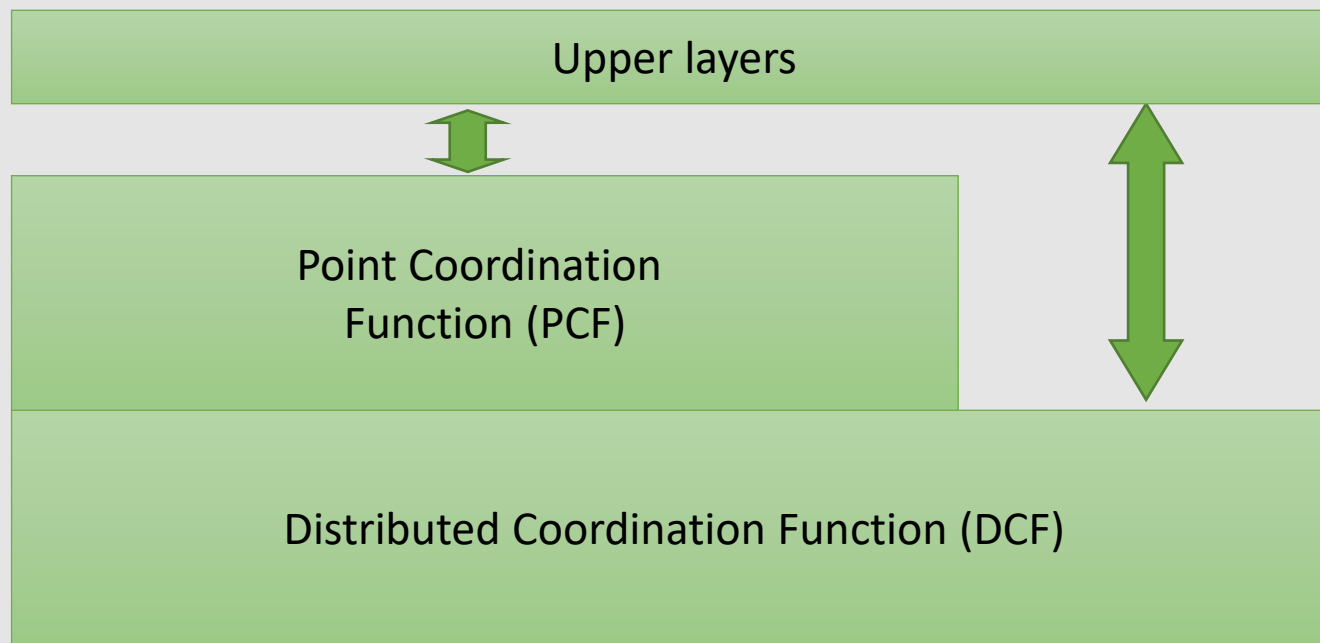 Upper layers
Point Coordination
Function (PCF)
Distributed Coordination Function (DCF)